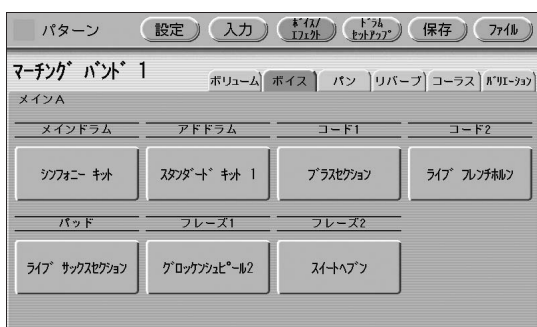 パターン 設定 入力 ﾎﾞｲｽ/ｴﾌｪｸﾄ ﾄﾞﾗﾑｾｯﾄｱｯﾌﾟ 保存 ﾌｧｲﾙ
ﾏｰﾁﾝｸﾞ ﾊﾞﾝﾄﾞ 1
ボリューム ボイス パン リバーブ コーラス ﾊﾞﾘｴｰｼｮﾝ
メインA
メインドラム アドドラム コード1 コード2
ｼﾝﾌｫﾆｰ ｷｯﾄ ｽﾀﾝﾀﾞｰﾄﾞ ｷｯﾄ 1 ﾌﾞﾗｽｾｸｼｮﾝ ﾗｲﾌﾞ ﾌﾚﾝﾁﾎﾙﾝ
パッド フレーズ1 フレーズ2
ﾗｲﾌﾞ ｻｯｸｽｾｸｼｮﾝ ｸﾞﾛｯｹﾝｼｭﾋﾟｰﾙ2 ｽｲｰﾄﾍﾌﾞﾝ